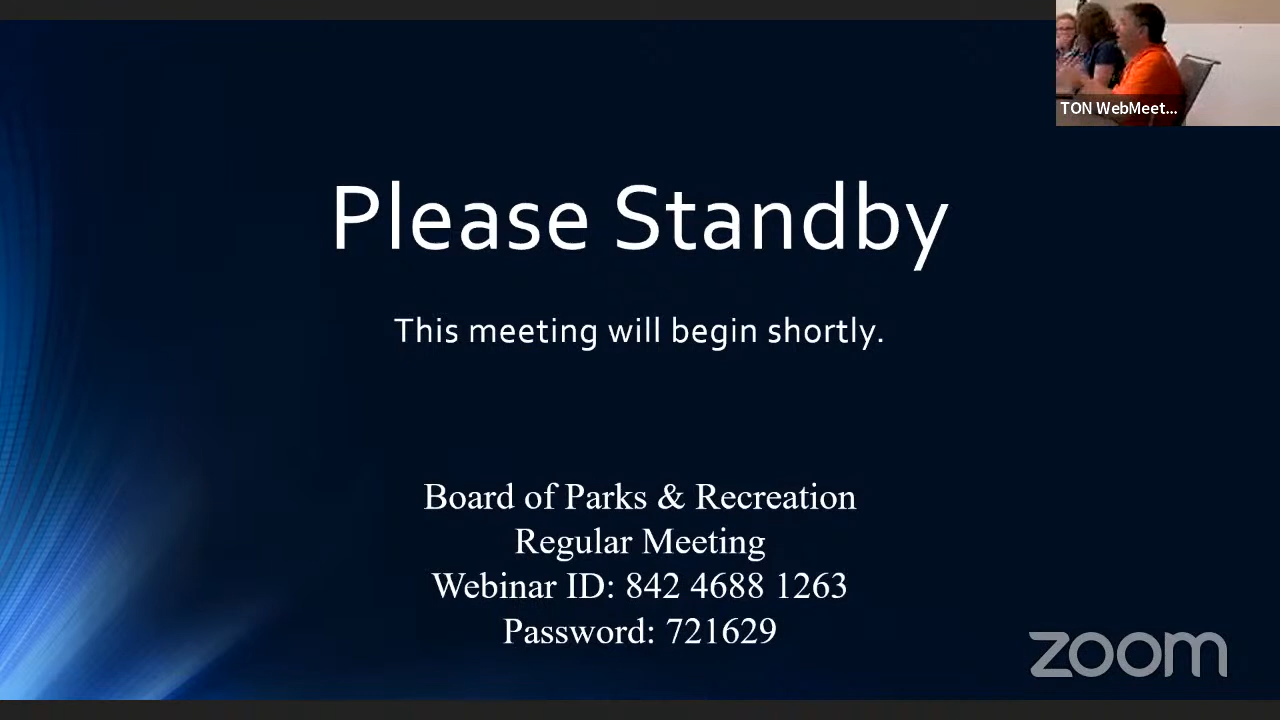 TON WebMeet...
Please Standby
This meeting will begin shortly.
Board of Parks & Recreation
Regular Meeting
Webinar ID: 842 4688 1263
Password: 721629
zoom